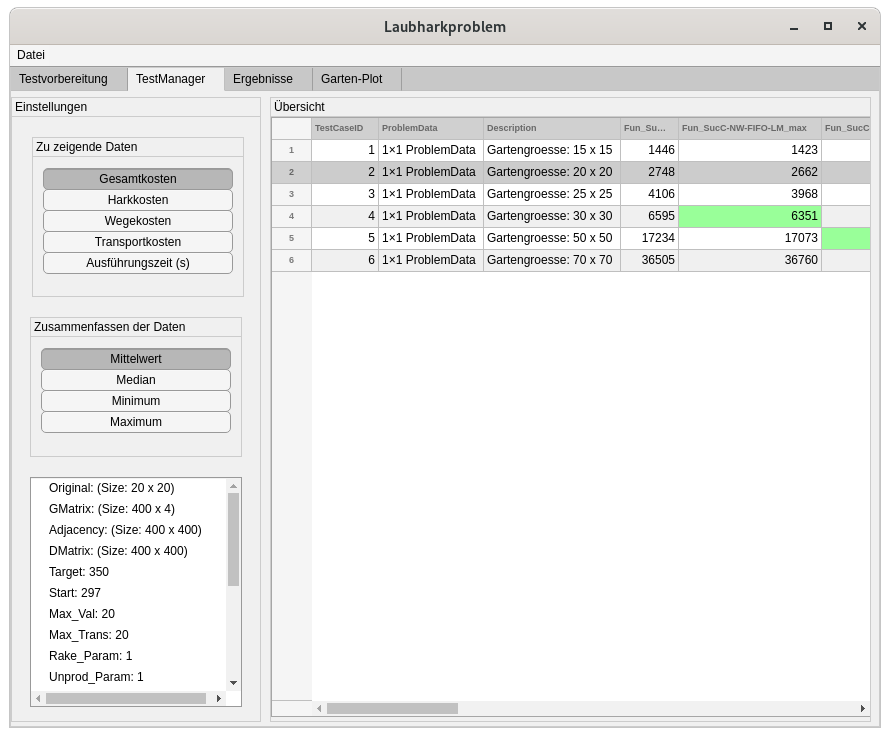 Laubharkproblem
Datei
Testvorbereitung TestManager Ergebnisse Garten-Plot
Einstellungen
Zu zeigende Daten
Gesamtkosten
Harkkosten
Wegekosten
Transportkosten
Ausführungszeit (s)
Zusammenfassen der Daten
Mittelwert
Median
Minimum
Maximum
Original: (Size: 20 x 20)
GMatrix: (Size: 400 x 4)
Adjacency: (Size: 400 x 400)
DMatrix: (Size: 400 x 400)
Target: 350
Start: 297
Max_Val: 20
Max_Trans: 20
Rake_Param: 1
Unprod_Param: 1
Übersicht
TestCaseID ProblemData Description Fun_Su... Fun_SucC-NW-FIFO-LM_max Fun_SucC
1 1 1×1 ProblemData Gartengroesse: 15 x 15 1446 1423
2 2 1×1 ProblemData Gartengroesse: 20 x 20 2748 2662
3 3 1×1 ProblemData Gartengroesse: 25 x 25 4106 3968
4 4 1×1 ProblemData Gartengroesse: 30 x 30 6595 6351
5 5 1×1 ProblemData Gartengroesse: 50 x 50 17234 17073
6 6 1×1 ProblemData Gartengroesse: 70 x 70 36505 36760